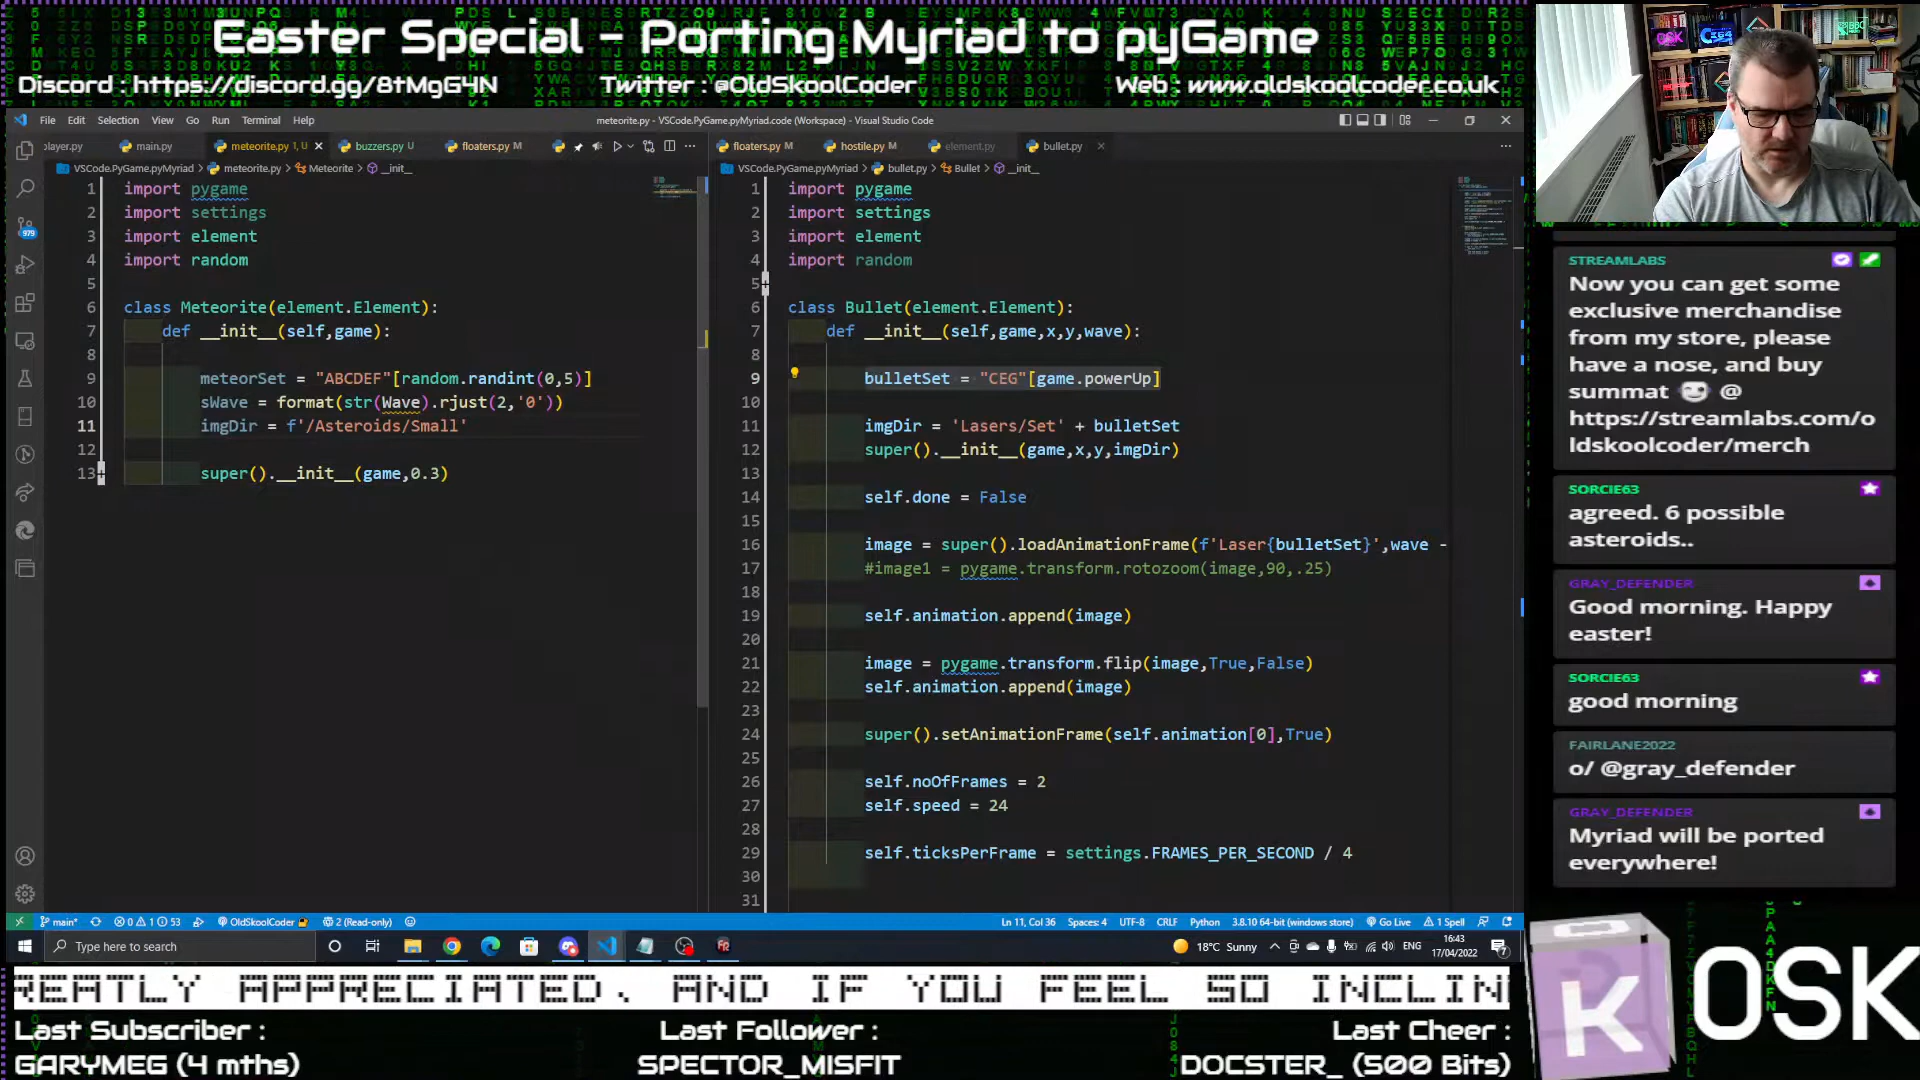 Easter Special - Porting Myriad to pyGame
Discord : https://discord.gg/8tMgG4N
Twitter : @OldSkoolCoder
Web : www.oldskoolcoder.co.uk
File Edit Selection View Go Run Terminal Help
meteorite.py - VSCode.PyGame.pyMyriad.code (Workspace) - Visual Studio Code
player.py
main.py
meteorite.py 1, U
buzzers.py U
floaters.py M
VSCode.PyGame.pyMyriad > meteorite.py > Meteorite > __init__
1 import pygame
2 import settings
3 import element
4 import random
5
6 class Meteorite(element.Element):
7 def __init__(self,game):
8
9 meteorSet = "ABCDEF"[random.randint(0,5)]
10 sWave = format(str(Wave).rjust(2,'0'))
11 imgDir = f'/Asteroids/Small'
12
13 super().__init__(game,0.3)
979
floaters.py M
hostile.py M
element.py
bullet.py
VSCode.PyGame.pyMyriad > bullet.py > Bullet > __init__
1 import pygame
2 import settings
3 import element
4 import random
5
6 class Bullet(element.Element):
7 def __init__(self,game,x,y,wave):
8
9 bulletSet = "CEG"[game.powerUp]
10
11 imgDir = 'Lasers/Set' + bulletSet
12 super().__init__(game,x,y,imgDir)
13
14 self.done = False
15
16 image = super().loadAnimationFrame(f'Laser{bulletSet}',wave -
17 #image1 = pygame.transform.rotozoom(image,90,.25)
18
19 self.animation.append(image)
20
21 image = pygame.transform.flip(image,True,False)
22 self.animation.append(image)
23
24 super().setAnimationFrame(self.animation[0],True)
25
26 self.noOfFrames = 2
27 self.speed = 24
28
29 self.ticksPerFrame = settings.FRAMES_PER_SECOND / 4
30
31
main* 0 1 53 OldSkoolCoder 2 (Read-only)
Ln 11, Col 36 Spaces: 4 UTF-8 CRLF Python 3.8.10 64-bit (windows store) Go Live 1 Spell
Type here to search
18°C Sunny
ENG
16:43
17/04/2022
STREAMLABS
Now you can get some
exclusive merchandise
from my store, please
have a nose, and buy
summat @
https://streamlabs.com/o
ldskoolcoder/merch
SORCIE63
agreed. 6 possible
asteroids..
GRAY_DEFENDER
Good morning. Happy
easter!
SORCIE63
good morning
FAIRLANE2022
o/ @gray_defender
GRAY_DEFENDER
Myriad will be ported
everywhere!
REATLY APPRECIATED. AND IF YOU FEEL SO INCLIN
Last Subscriber :
GARYMEG (4 mths)
Last Follower :
SPECTOR_MISFIT
Last Cheer :
DOCSTER_ (500 Bits)
K
OSK